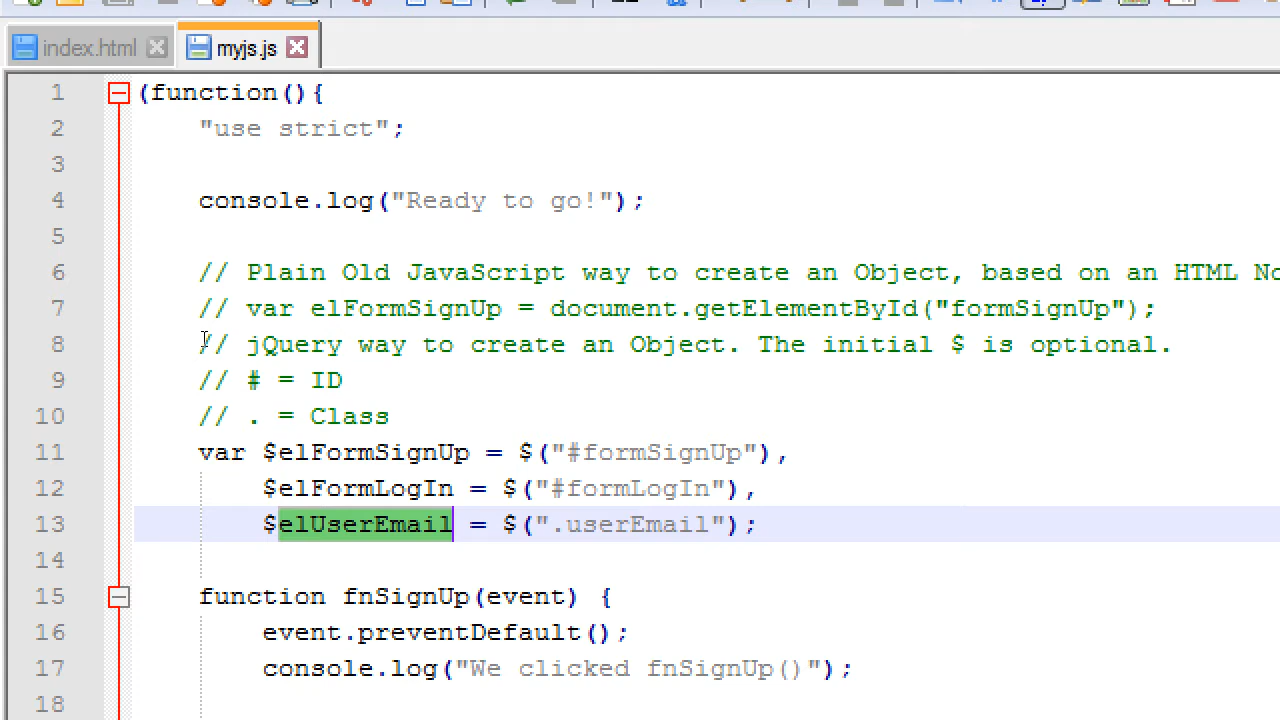 index.html
myjs.js
1 (function(){
2 "use strict";
3
4 console.log("Ready to go!");
5
6 // Plain Old JavaScript way to create an Object, based on an HTML
7 // var elFormSignUp = document.getElementById("formSignUp");
8 // jQuery way to create an Object. The initial $ is optional.
9 // # = ID
10 // . = Class
11 var $elFormSignUp = $("#formSignUp"),
12 $elFormLogIn = $("#formLogIn"),
13 $elUserEmail = $(".userEmail");
14
15 function fnSignUp(event) {
16 event.preventDefault();
17 console.log("We clicked fnSignUp()");
18